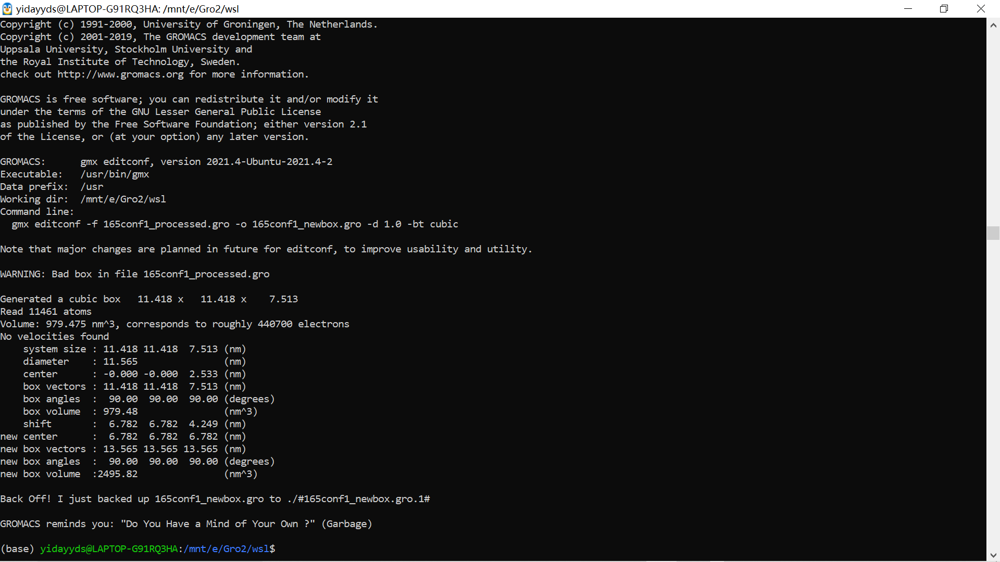 yidayyds@LAPTOP-G91RQ3HA: /mnt/e/Gro2/wsl
Copyright (c) 1991-2000, University of Groningen, The Netherlands.
Copyright (c) 2001-2019, The GROMACS development team at
Uppsala University, Stockholm University and
the Royal Institute of Technology, Sweden.
check out http://www.gromacs.org for more information.

GROMACS is free software; you can redistribute it and/or modify it
under the terms of the GNU Lesser General Public License
as published by the Free Software Foundation; either version 2.1
of the License, or (at your option) any later version.

GROMACS:      gmx editconf, version 2021.4-Ubuntu-2021.4-2
Executable:   /usr/bin/gmx
Data prefix:  /usr
Working dir:  /mnt/e/Gro2/wsl
Command line:
  gmx editconf -f 165conf1_processed.gro -o 165conf1_newbox.gro -d 1.0 -bt cubic

Note that major changes are planned in future for editconf, to improve usability and utility.

WARNING: Bad box in file 165conf1_processed.gro

Generated a cubic box   11.418 x   11.418 x    7.513
Read 11461 atoms
Volume: 979.475 nm^3, corresponds to roughly 440700 electrons
No velocities found
    system size : 11.418 11.418  7.513 (nm)
    diameter    : 11.565               (nm)
    center      : -0.000 -0.000  2.533 (nm)
    box vectors : 11.418 11.418  7.513 (nm)
    box angles  :  90.00  90.00  90.00 (degrees)
    box volume  : 979.48               (nm^3)
    shift       :  6.782  6.782  4.249 (nm)
new center      :  6.782  6.782  6.782 (nm)
new box vectors : 13.565 13.565 13.565 (nm)
new box angles  :  90.00  90.00  90.00 (degrees)
new box volume  :2495.82               (nm^3)

Back Off! I just backed up 165conf1_newbox.gro to ./#165conf1_newbox.gro.1#

GROMACS reminds you: "Do You Have a Mind of Your Own ?" (Garbage)

(base) yidayyds@LAPTOP-G91RQ3HA:/mnt/e/Gro2/wsl$